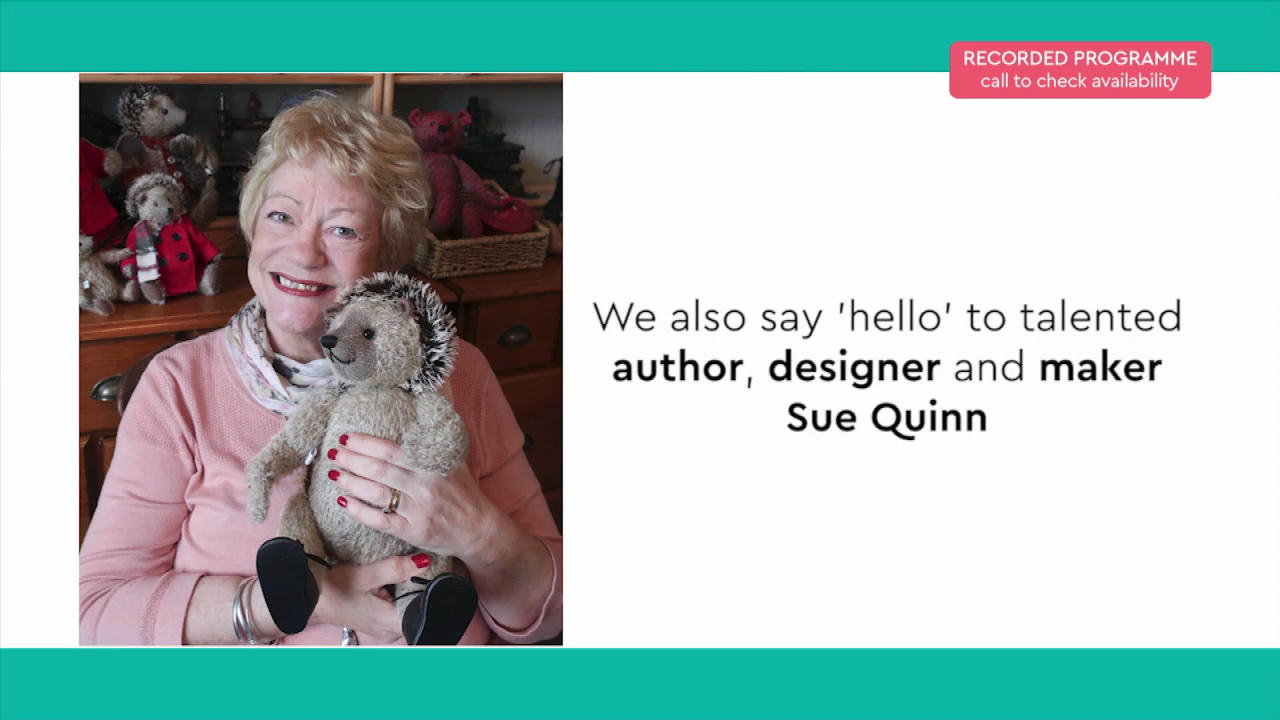 RECORDED PROGRAMME
call to check availability
We also say 'hello' to talented
author, designer and maker
Sue Quinn